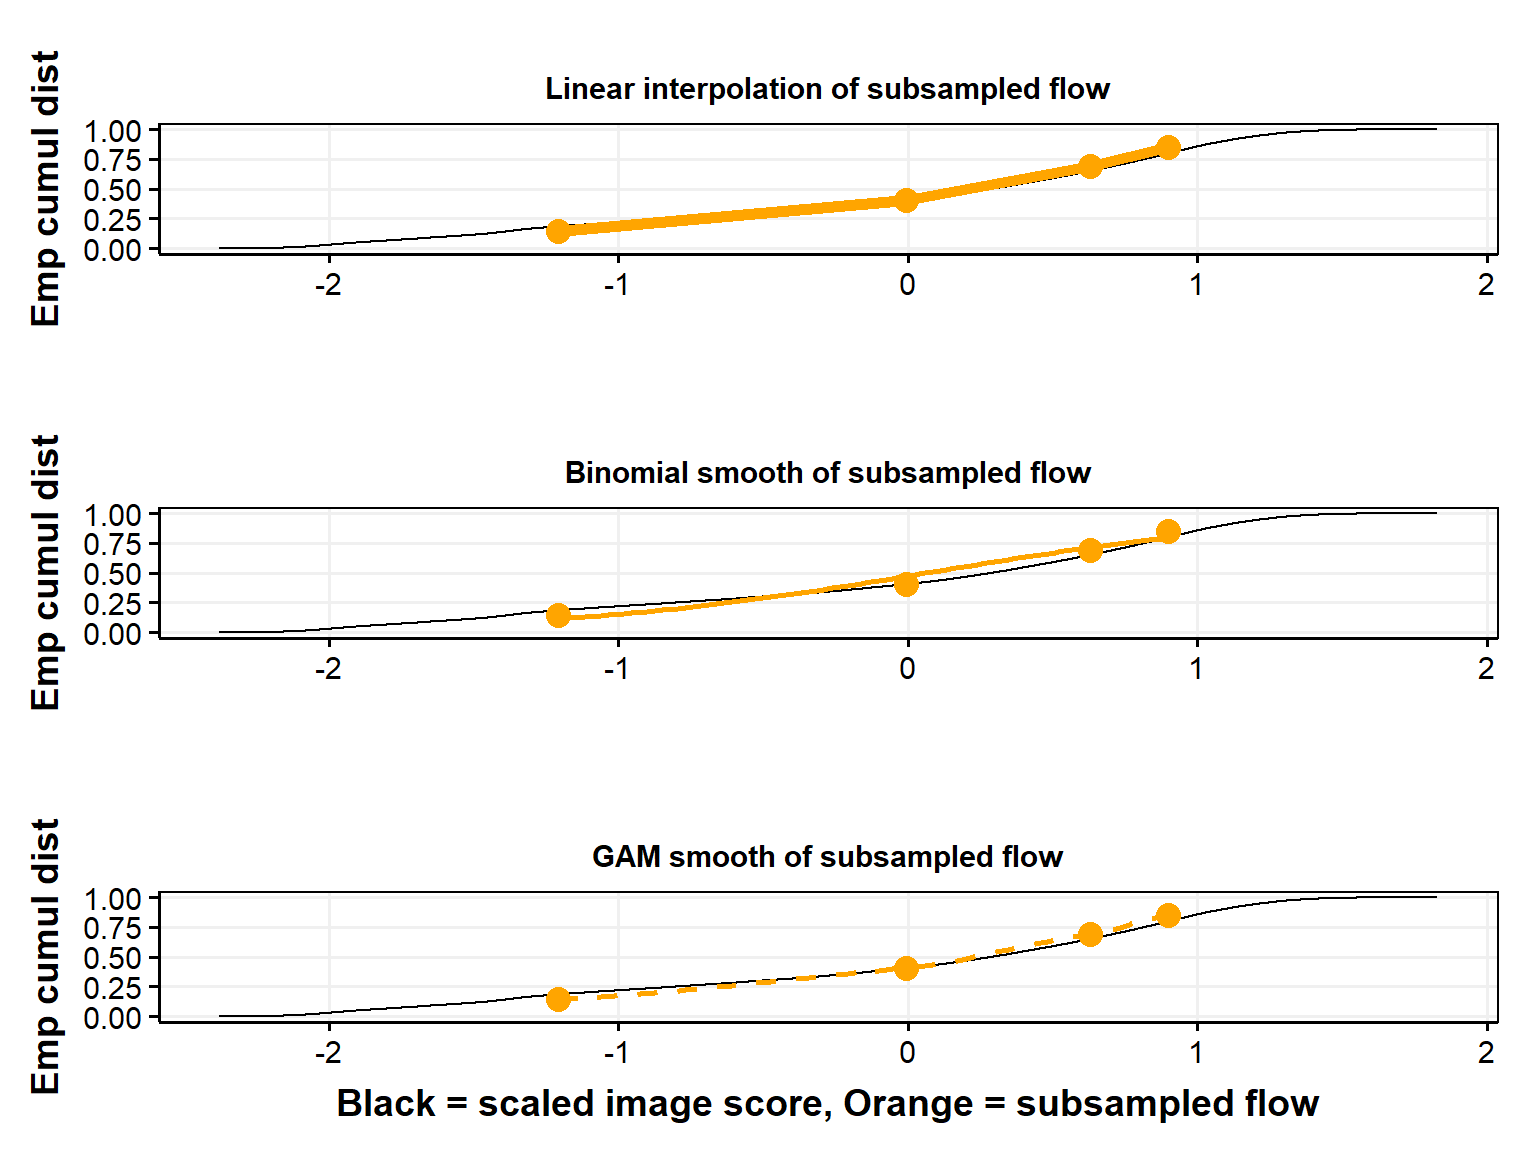 Linear interpolation of subsampled flow
Emp cumul dist
1.00
0.75
0.50
0.25
0.00
-2 -1 0 1 2
Binomial smooth of subsampled flow
Emp cumul dist
1.00
0.75
0.50
0.25
0.00
-2 -1 0 1 2
GAM smooth of subsampled flow
Emp cumul dist
1.00
0.75
0.50
0.25
0.00
-2 -1 0 1 2
Black = scaled image score, Orange = subsampled flow